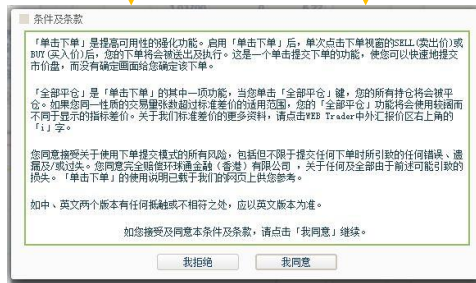 条件及条款
「单击下单」是提高可用性的强化功能。启用「单击下单」后，单次点击下单视窗的SELL(卖出价)或
BUY(买入价)后，您的下单将会被送出及执行。这是一个单击提交下单的功能，使您可以快速地提交
市价盘，而没有确定画面给您确定该下单。
「全部平仓」是「单击下单」的其中一项功能，当您单击「全部平仓」键，您的所有持仓将会被平
仓。如果您同一性质的交易量张数超过标准差价的适用范围，您的「全部平仓」功能将会使用较阔而
不同于显示的指标差价。关于我们标准差价的更多资料，请点击WEB Trader中外汇报价区右上角的
「i」字。
您同意接受关于使用下单提交模式的所有风险，包括但不限于提交任何下单时所引致的任何错误、遗
漏及/或过失。您同意完全赔偿环球通金融（香港）有限公司 ，关于任何及全部由于前述可能引致的
损失。「单击下单」的使用说明已载于我们的网页上供您参考。
如中、英文两个版本有任何抵触或不相符之处，应以英文版本为准。
如您接受及同意本条件及条款，请点击「我同意」继续。
我拒绝
我同意